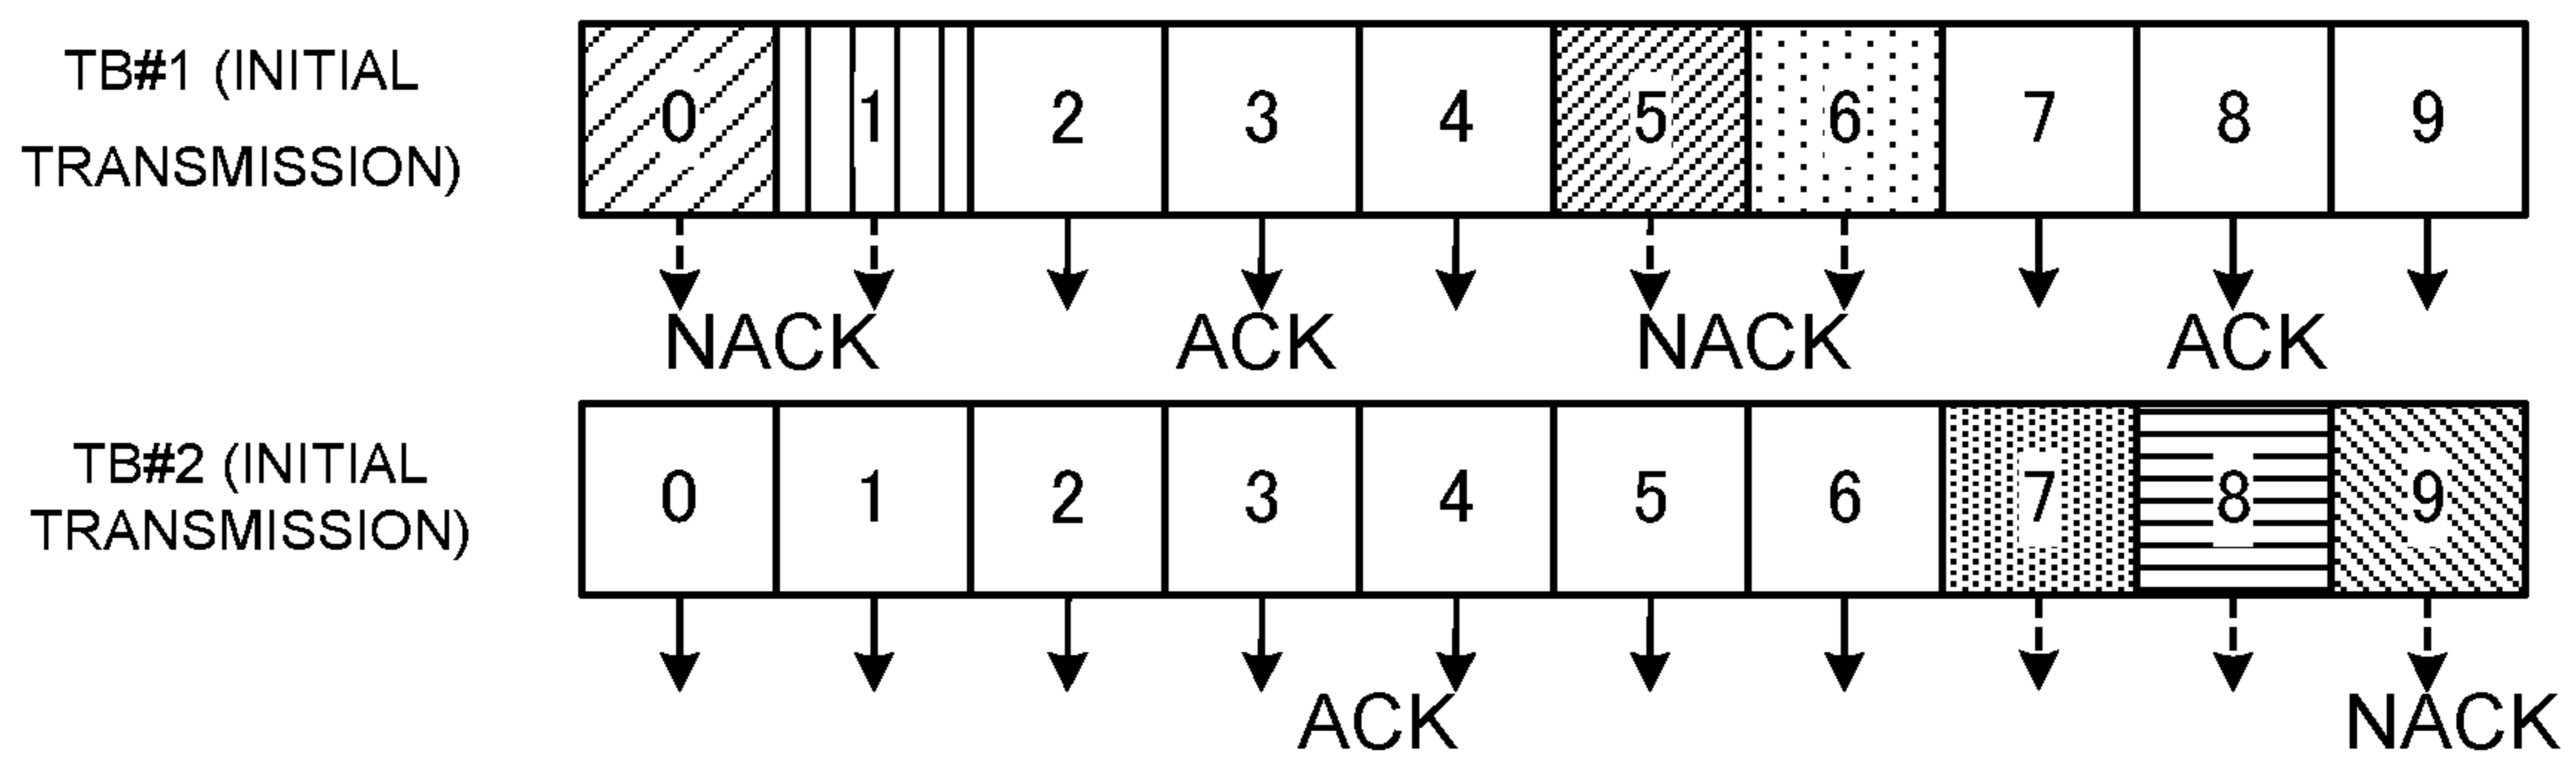 TB#1 (INITIAL
TRANSMISSION)
0 1 2 3 4 5 6 7 8 9
NACK ACK NACK ACK
TB#2 (INITIAL
TRANSMISSION)
0 1 2 3 4 5 6 7 8 9
ACK NACK